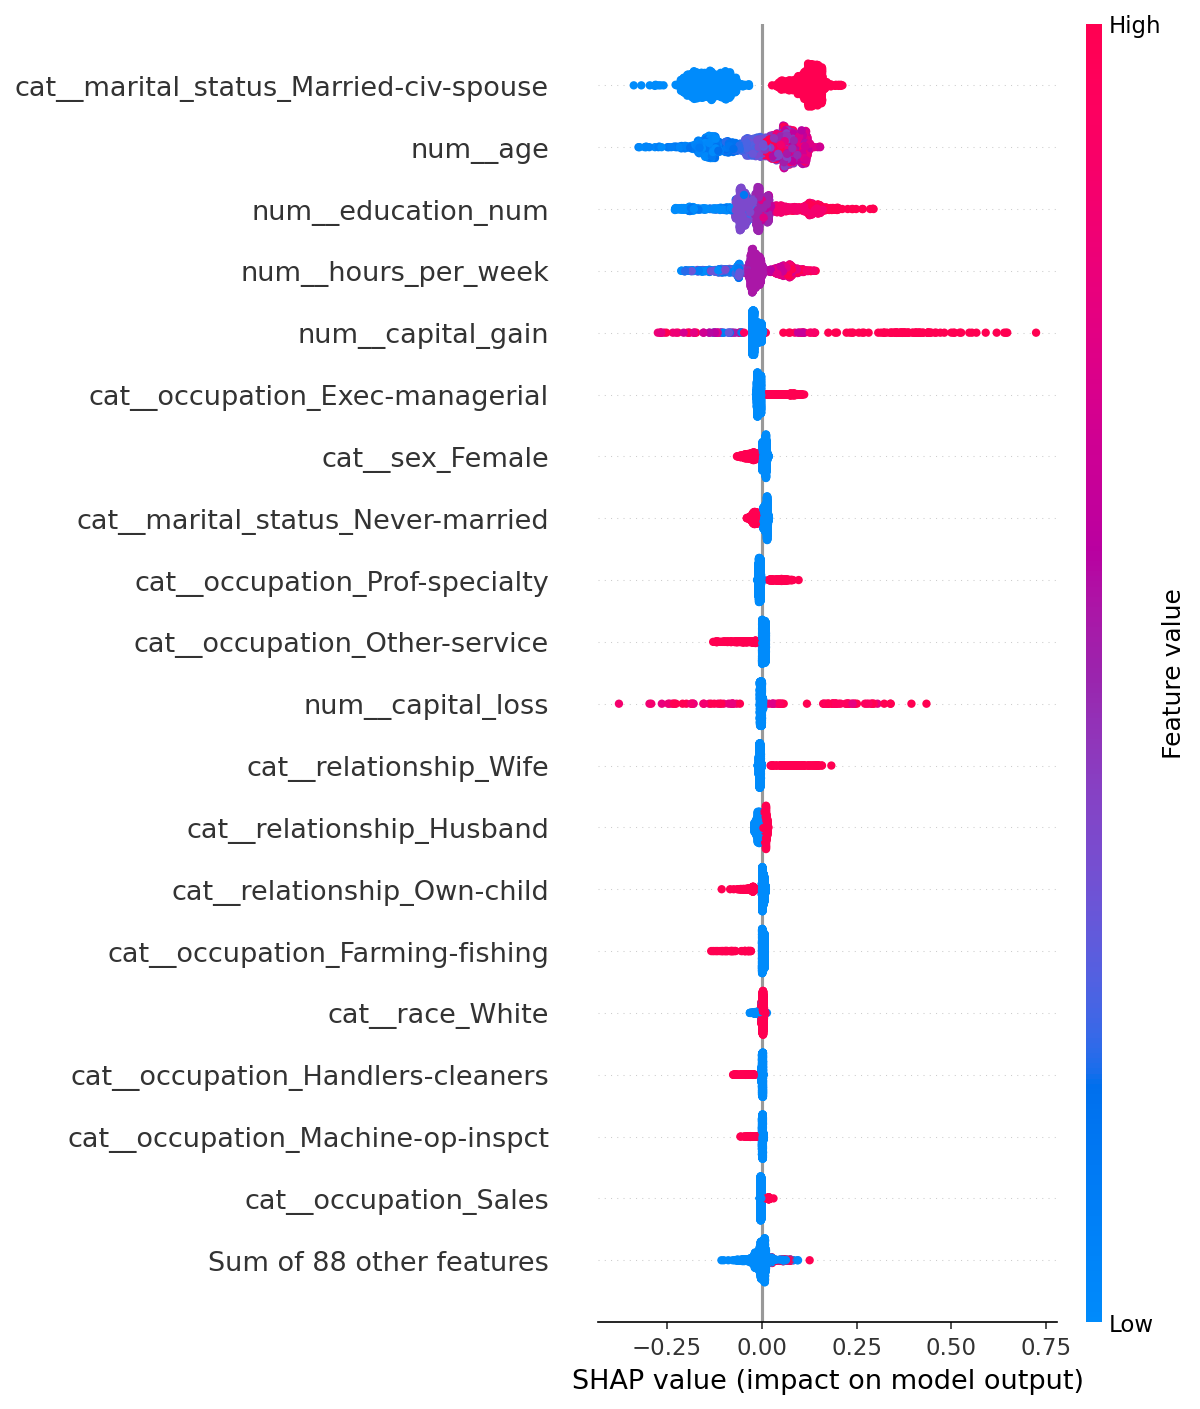 High
cat__marital_status_Married-civ-spouse
num__age
num__education_num
num__hours_per_week
num__capital_gain
cat__occupation_Exec-managerial
cat__sex_Female
cat__marital_status_Never-married
cat__occupation_Prof-specialty
cat__occupation_Other-service
num__capital_loss
cat__relationship_Wife
cat__relationship_Husband
cat__relationship_Own-child
cat__occupation_Farming-fishing
cat__race_White
cat__occupation_Handlers-cleaners
cat__occupation_Machine-op-inspct
cat__occupation_Sales
Sum of 88 other features
Feature value
Low
−0.25 0.00 0.25 0.50 0.75
SHAP value (impact on model output)